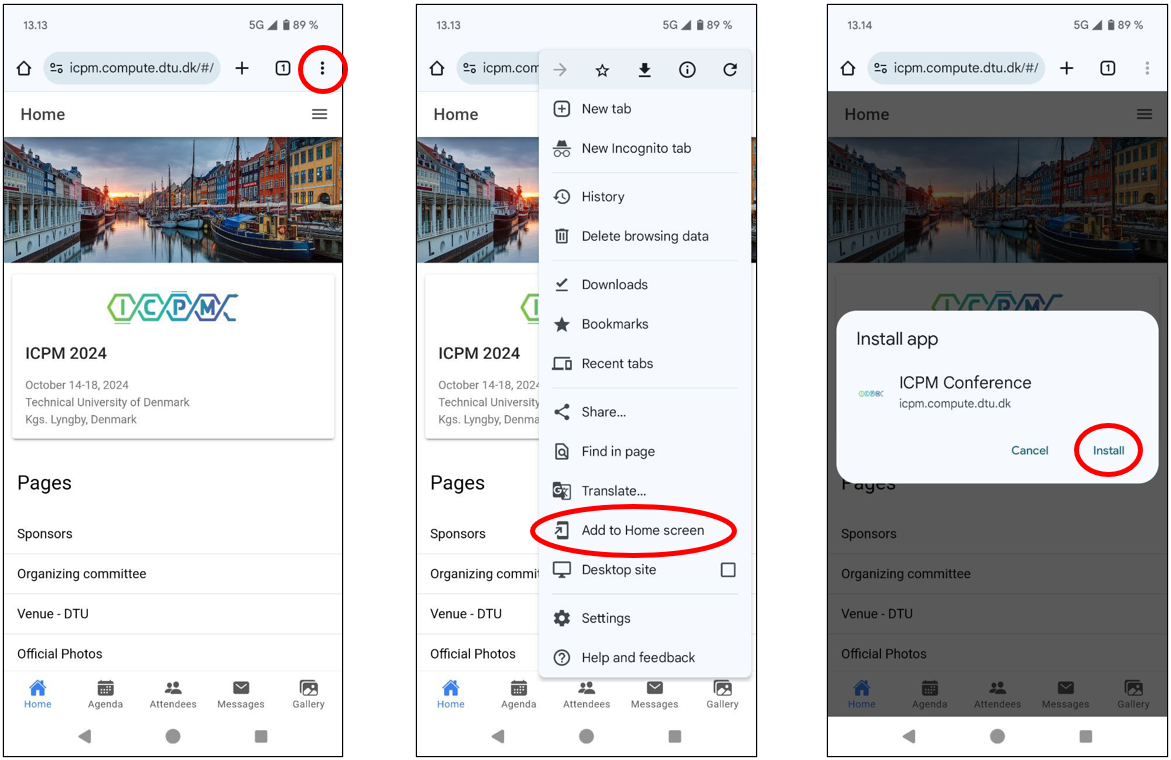 13.13
5G 89 %
icpm.compute.dtu.dk/#/
1
Home
ICPM
ICPM 2024
October 14-18, 2024
Technical University of Denmark
Kgs. Lyngby, Denmark
Pages
Sponsors
Organizing committee
Venue - DTU
Official Photos
Home
Agenda
Attendees
Messages
Gallery
13.13
5G 89 %
icpm.com
New tab
New Incognito tab
History
Delete browsing data
Downloads
Bookmarks
Recent tabs
Share...
Find in page
Translate...
Add to Home screen
Desktop site
Settings
Help and feedback
Home
I
ICPM 2024
October 14-18, 2024
Technical University
Kgs. Lyngby, Denma
Pages
Sponsors
Organizing commit
Venue - DTU
Official Photos
Home
Agenda
Attendees
Messages
Gallery
13.14
5G 89 %
icpm.compute.dtu.dk/#/
1
Home
Install app
ICPM
ICPM Conference
icpm.compute.dtu.dk
Cancel
Install
Pages
Sponsors
Organizing committee
Venue - DTU
Official Photos
Home
Agenda
Attendees
Messages
Gallery